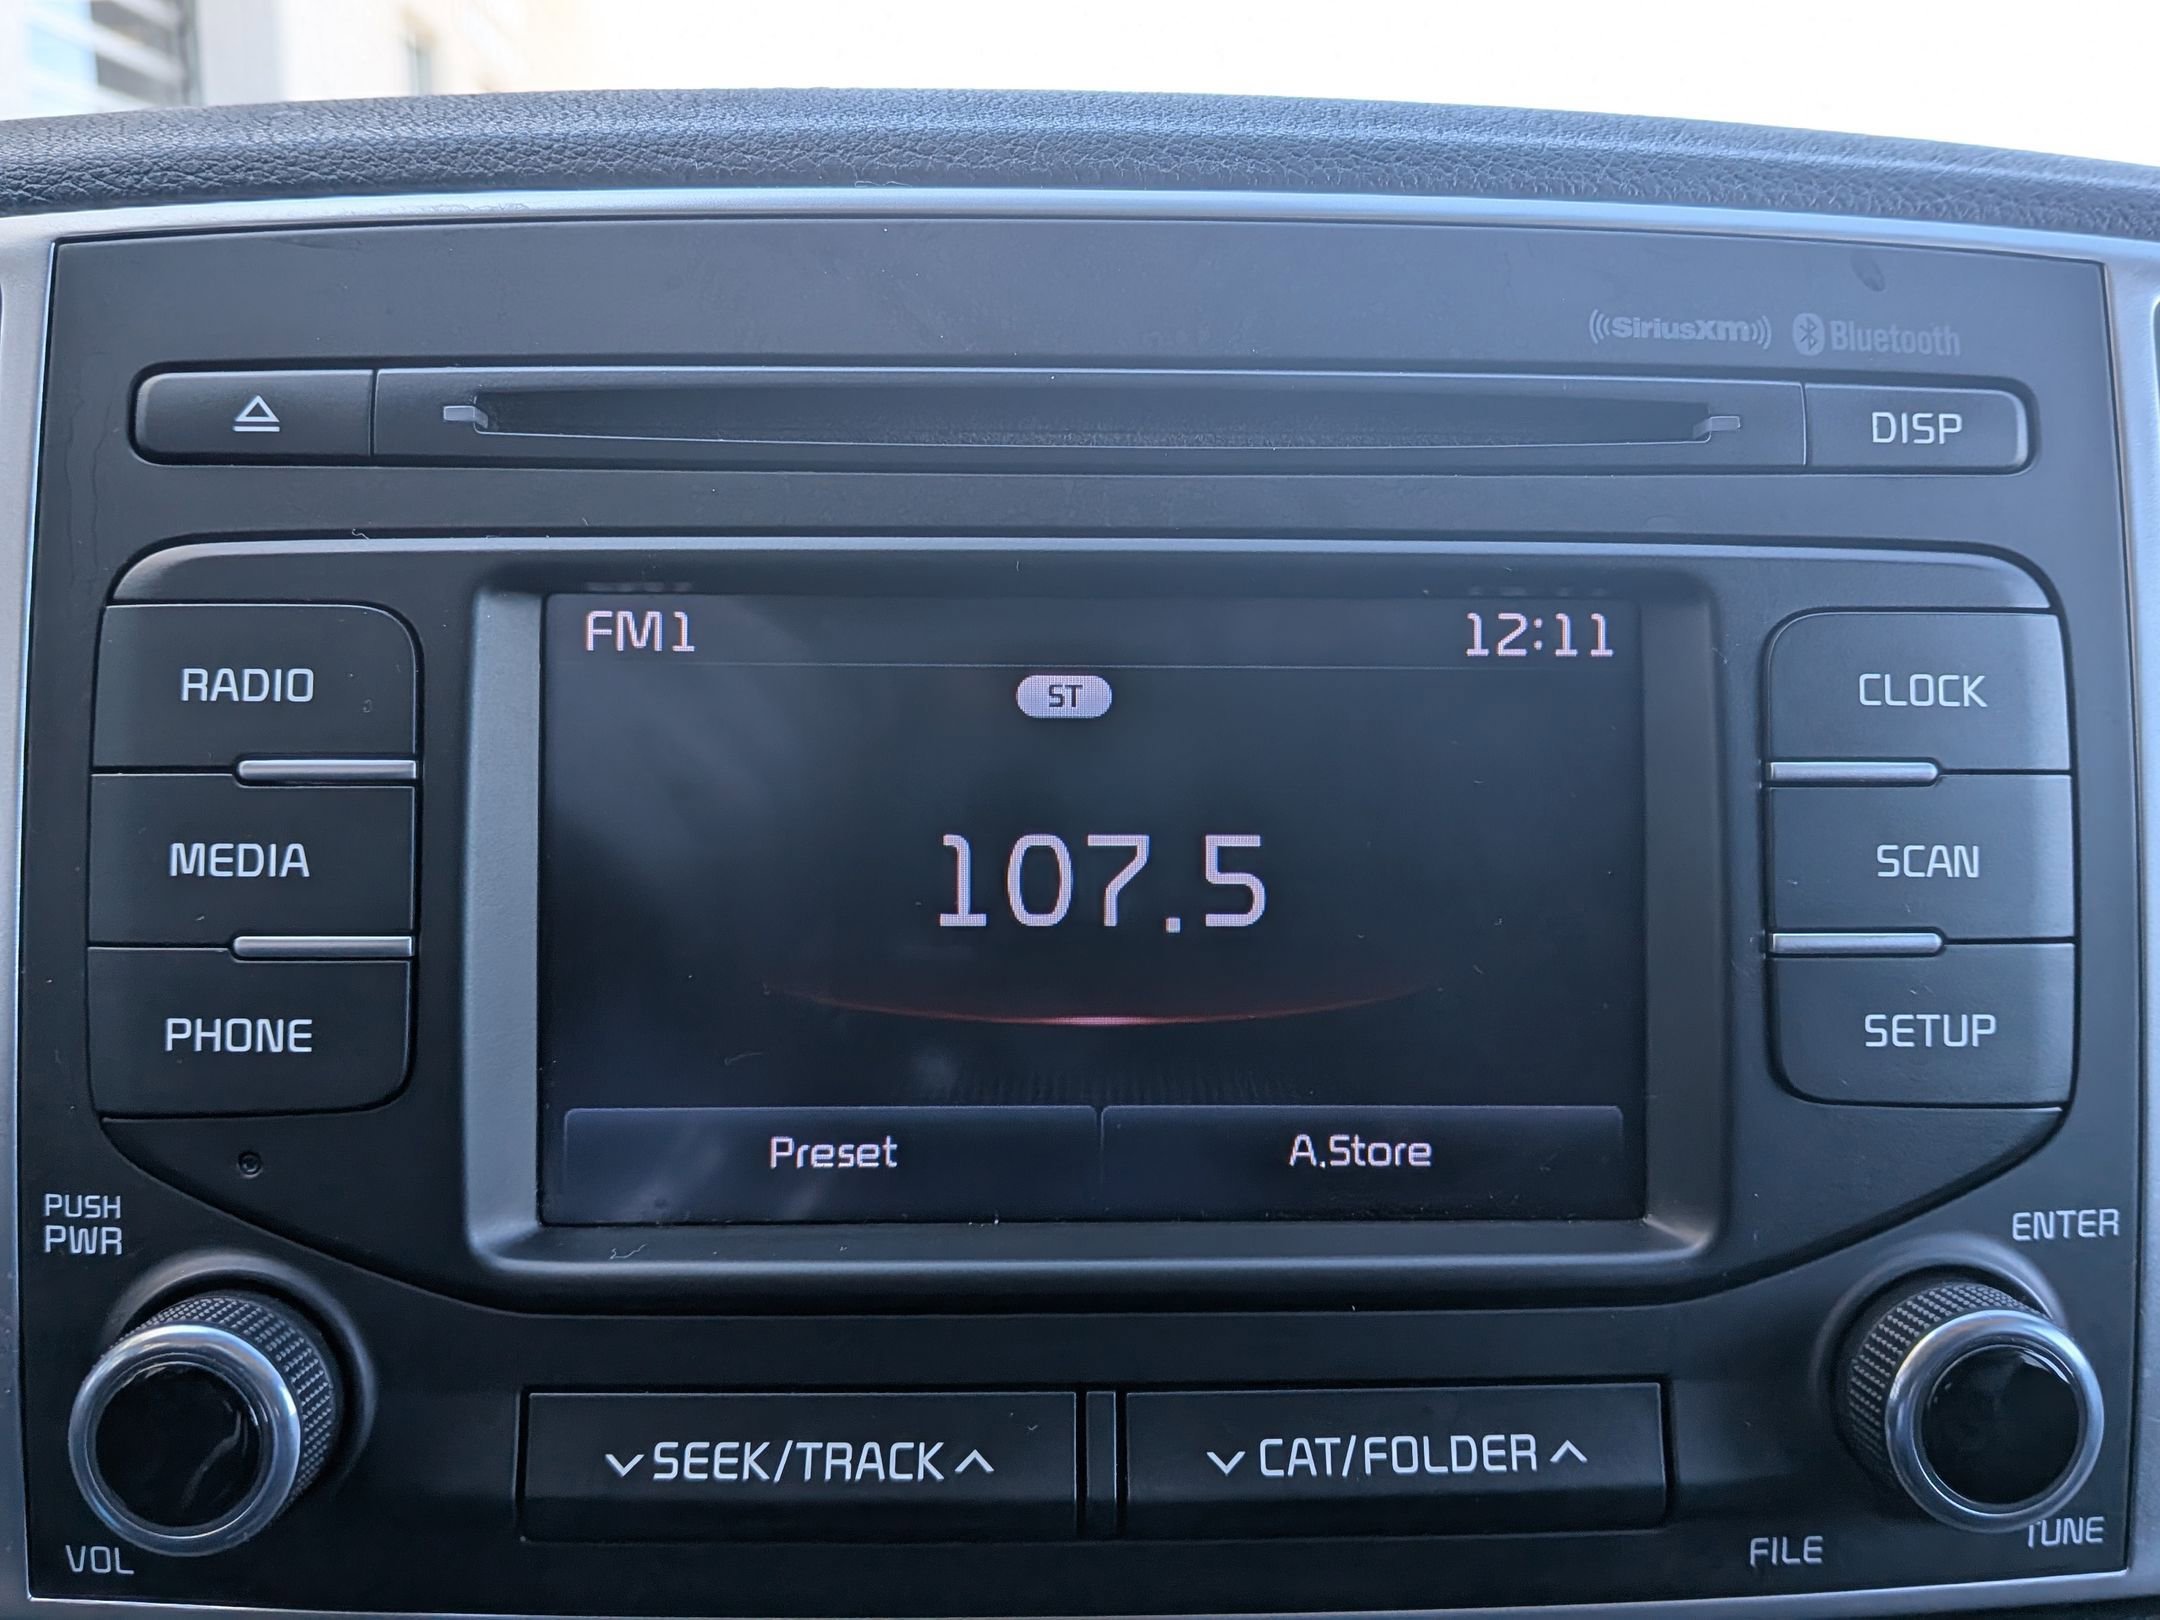 SiriusXM Bluetooth
DISP
FM1 12:11
ST
RADIO
CLOCK
107.5
MEDIA
SCAN
PHONE
SETUP
Preset A.Store
PUSH
PWR
ENTER
SEEK/TRACK
CAT/FOLDER
VOL
FILE
TUNE